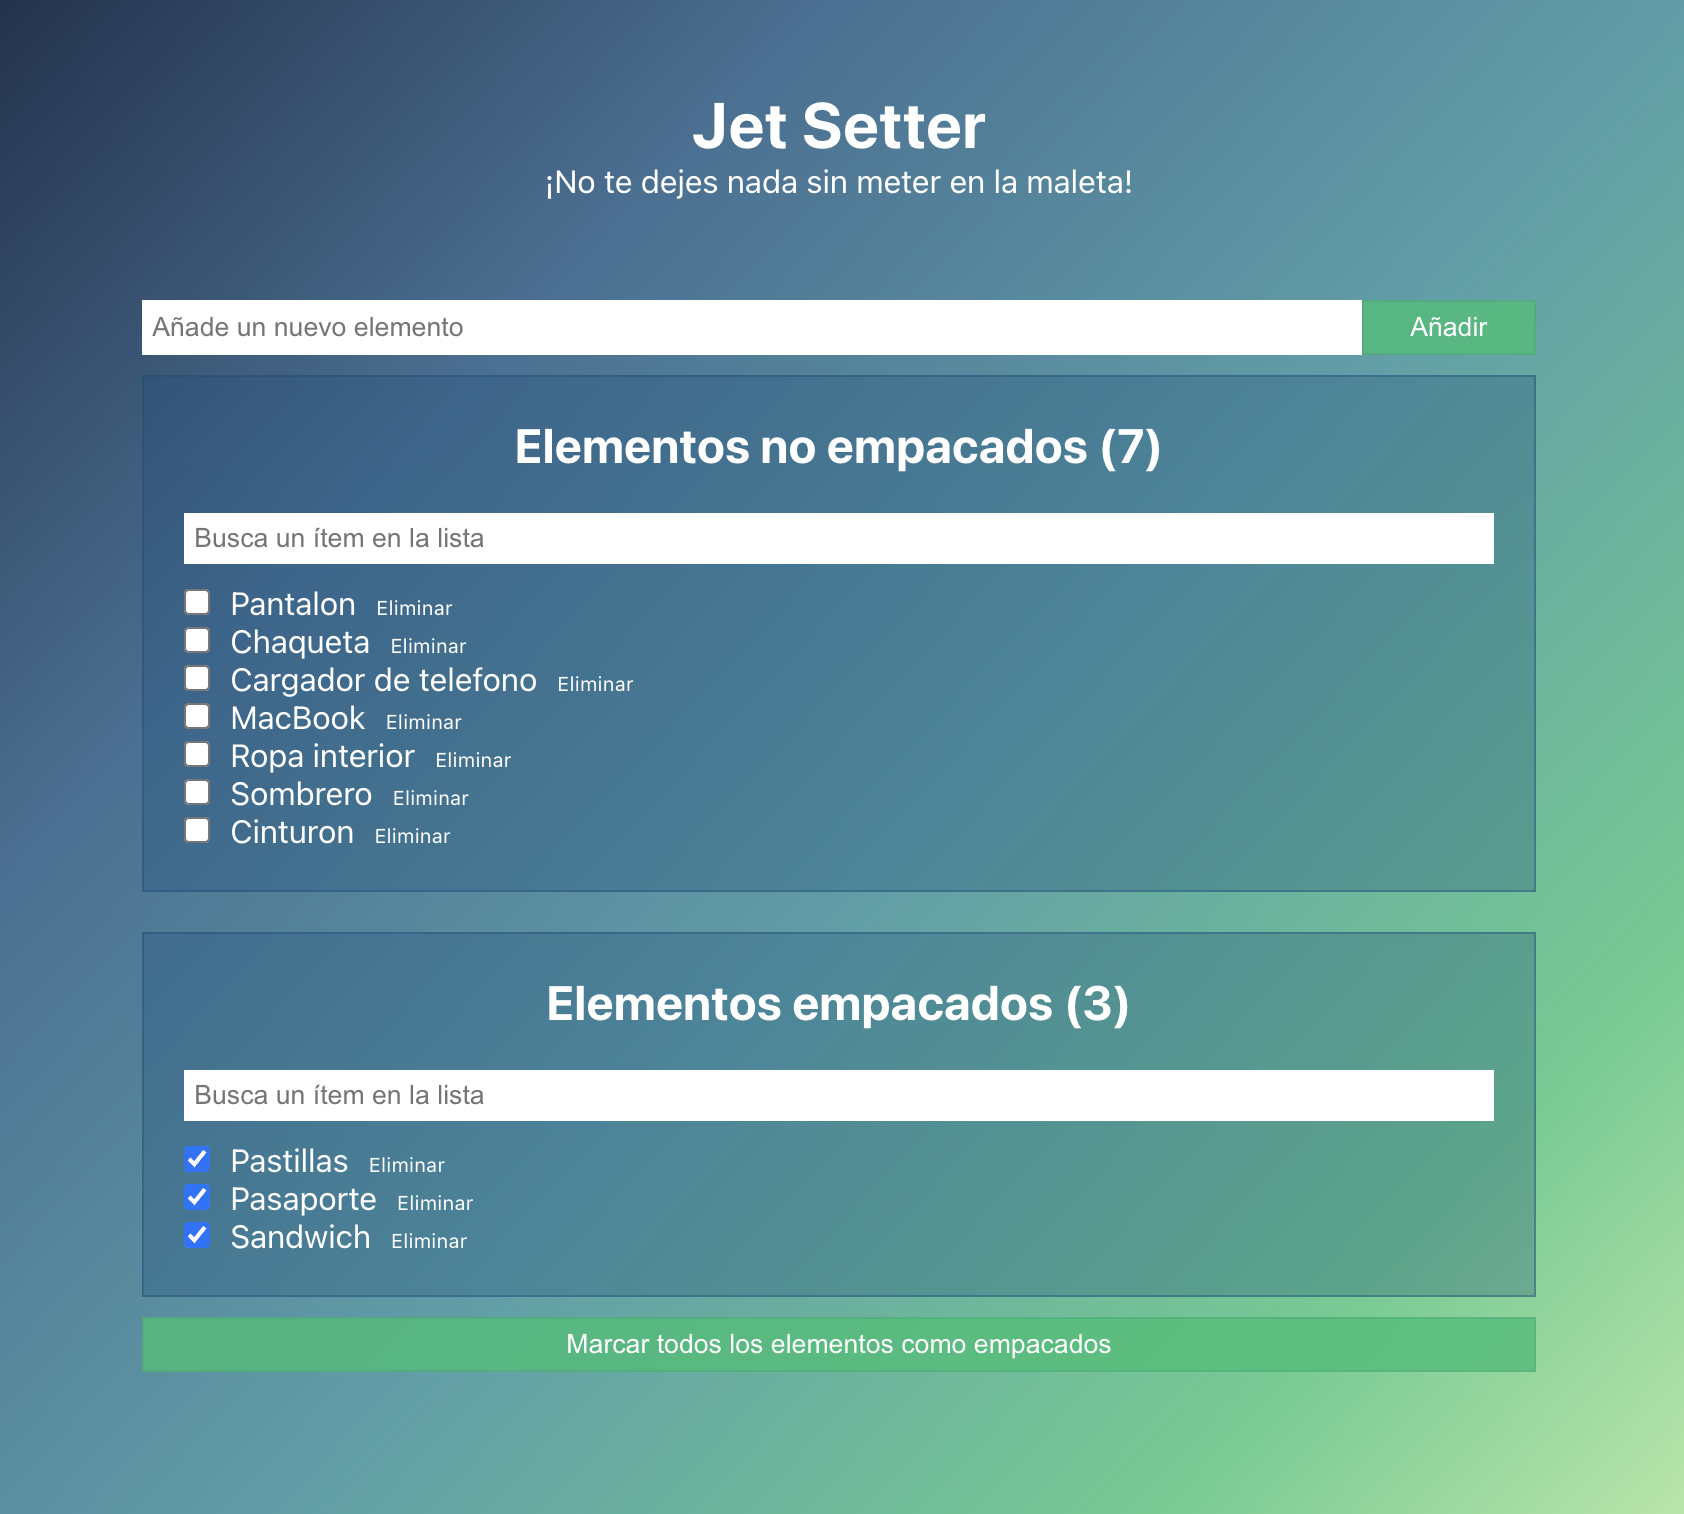 Jet Setter
¡No te dejes nada sin meter en la maleta!
Añade un nuevo elemento Añadir
Elementos no empacados (7)
Busca un ítem en la lista
Pantalon Eliminar
Chaqueta Eliminar
Cargador de telefono Eliminar
MacBook Eliminar
Ropa interior Eliminar
Sombrero Eliminar
Cinturon Eliminar
Elementos empacados (3)
Busca un ítem en la lista
Pastillas Eliminar
Pasaporte Eliminar
Sandwich Eliminar
Marcar todos los elementos como empacados